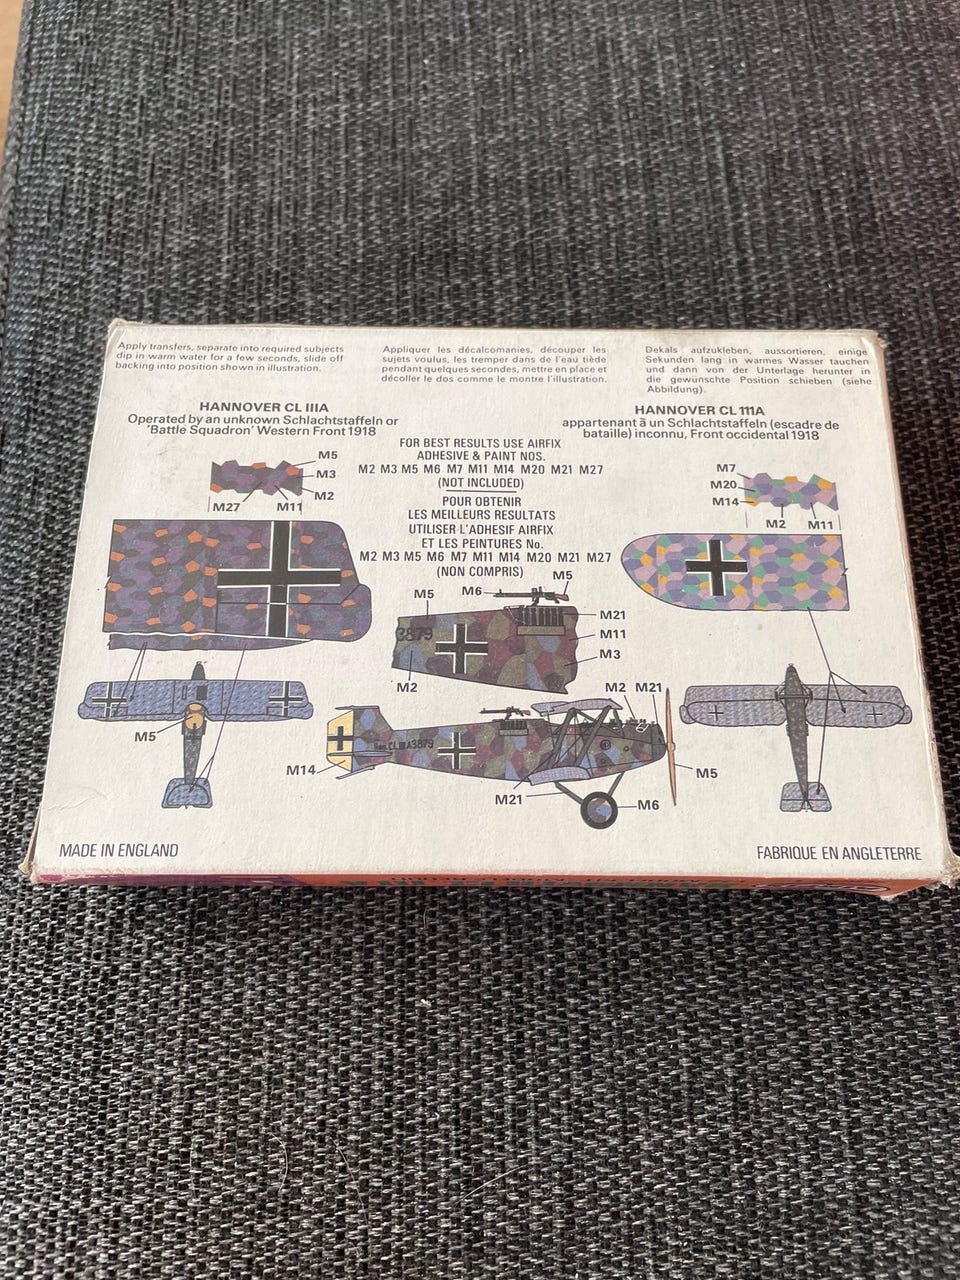 Apply transfers, separate into required subjects
dip in warm water for a few seconds, slide off
backing into position shown in illustration.
Appliquer les décalcomanies, découper les
sujets voulus, les tremper dans de l'eau tiède
pendant quelques secondes, mettre en place et
décoller le dos comme le montre l'illustration.
Dekals aufzukleben, aussortieren, einige
Sekunden lang in warmes Wasser tauchen
und dann von der Unterlage herunter in
die gewünschte Position schieben (siehe
Abbildung).
HANNOVER CL IIIA
Operated by an unknown Schlachtstaffeln or
'Battle Squadron' Western Front 1918
HANNOVER CL 111A
appartenant ā un Schlachtstaffeln (escadre de
bataille) inconnu, Front occidental 1918
FOR BEST RESULTS USE AIRFIX
ADHESIVE & PAINT NOS.
M2 M3 M5 M6 M7 M11 M14 M20 M21 M27
(NOT INCLUDED)
POUR OBTENIR
LES MEILLEURS RESULTATS
UTILISER L'ADHESIF AIRFIX
ET LES PEINTURES No.
M2 M3 M5 M6 M7 M11 M14 M20 M21 M27
(NON COMPRIS)
M5
M3
M2
M27
M11
M7
M20
M14
M2
M11
M5
M6
M5
M21
M11
M3
M2
3879
M5
M2
M21
CL IIIA3879
M14
M21
M5
M6
MADE IN ENGLAND
FABRIQUE EN ANGLETERRE